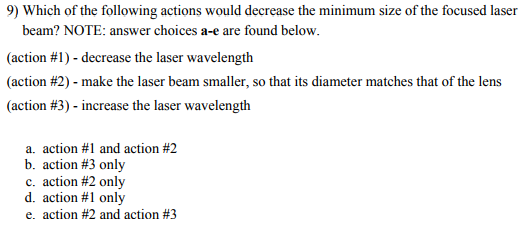 9) Which of the following actions would decrease the minimum size of the focused laser
beam? NOTE: answer choices a-e are found below.
(action #1) - decrease the laser wavelength
(action #2) - make the laser beam smaller, so that its diameter matches that of the lens
(action #3) - increase the laser wavelength
a. action #1 and action #2
b. action #3 only
c. action #2 only
d. action #1 only
e. action #2 and action #3